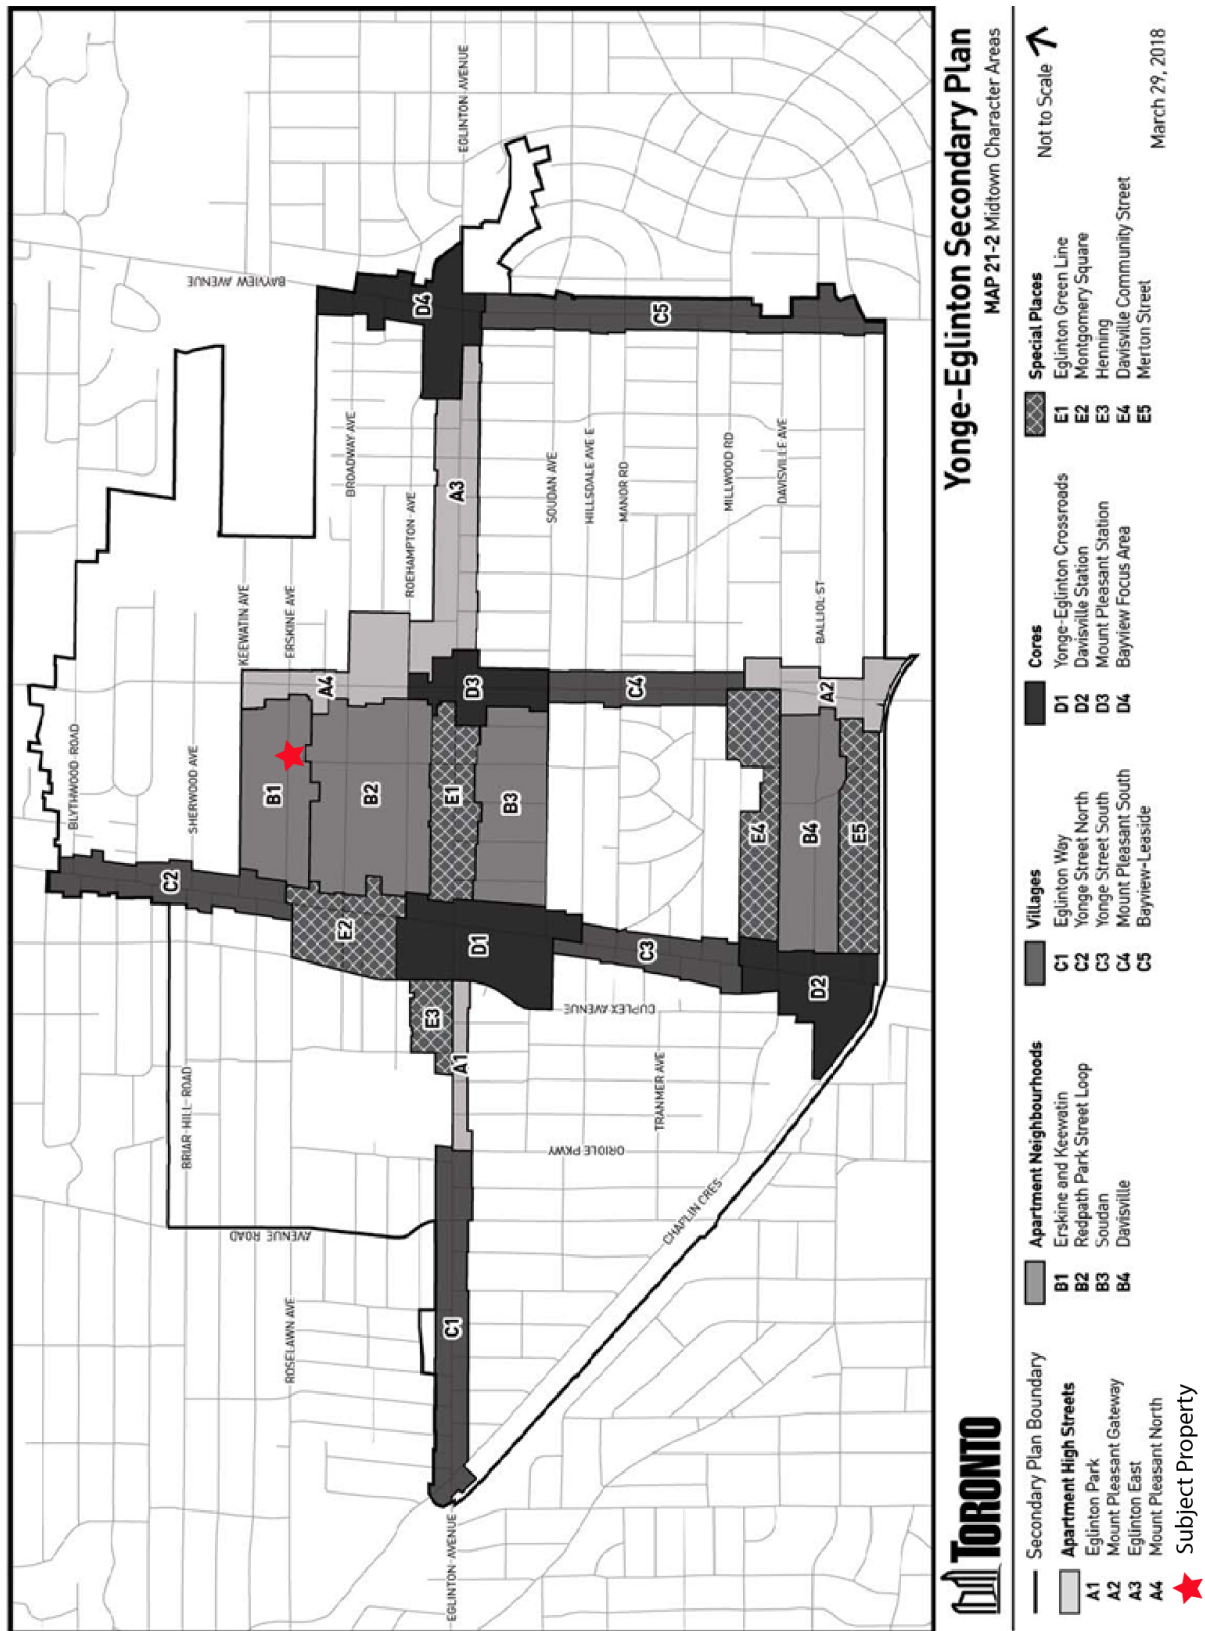 Yonge-Eglinton Secondary Plan
MAP 21-2 Midtown Character Areas
TORONTO
EGLINTON AVENUE
BAYVIEW AVENUE
BLYTHWOOD ROAD
SHERWOOD AVE
KEEWATIN AVE
ERSKINE AVE
BROADWAY AVE
ROEHAMPTON AVE
SOUDAN AVE
HILLSDALE AVE E
MANOR RD
MILLWOOD RD
DAVISVILLE AVE
BALLIOL ST
BRIAR HILL ROAD
AVENUE ROAD
ROSELAWN AVE
DUPLEX AVENUE
TRANMER AVE
ORIOLE PKWY
CHAPLIN CRES
EGLINTON AVENUE
C2
B1
A4
B2
E2
E1
D1
D3
A3
D4
C5
B3
E3
A1
C1
C3
C4
E4
B4
E5
A2
D2
Secondary Plan Boundary
Apartment High Streets
A1 Eglinton Park
A2 Mount Pleasant Gateway
A3 Eglinton East
A4 Mount Pleasant North
Subject Property
Apartment Neighbourhoods
B1 Erskine and Keewatin
B2 Redpath Park Street Loop
B3 Soudan
B4 Davisville
Villages
C1 Eglinton Way
C2 Yonge Street North
C3 Yonge Street South
C4 Mount Pleasant South
C5 Bayview-Leaside
Cores
D1 Yonge-Eglinton Crossroads
D2 Davisville Station
D3 Mount Pleasant Station
D4 Bayview Focus Area
Special Places
E1 Eglinton Green Line
E2 Montgomery Square
E3 Henning
E4 Davisville Community Street
E5 Merton Street
Not to Scale
March 29, 2018